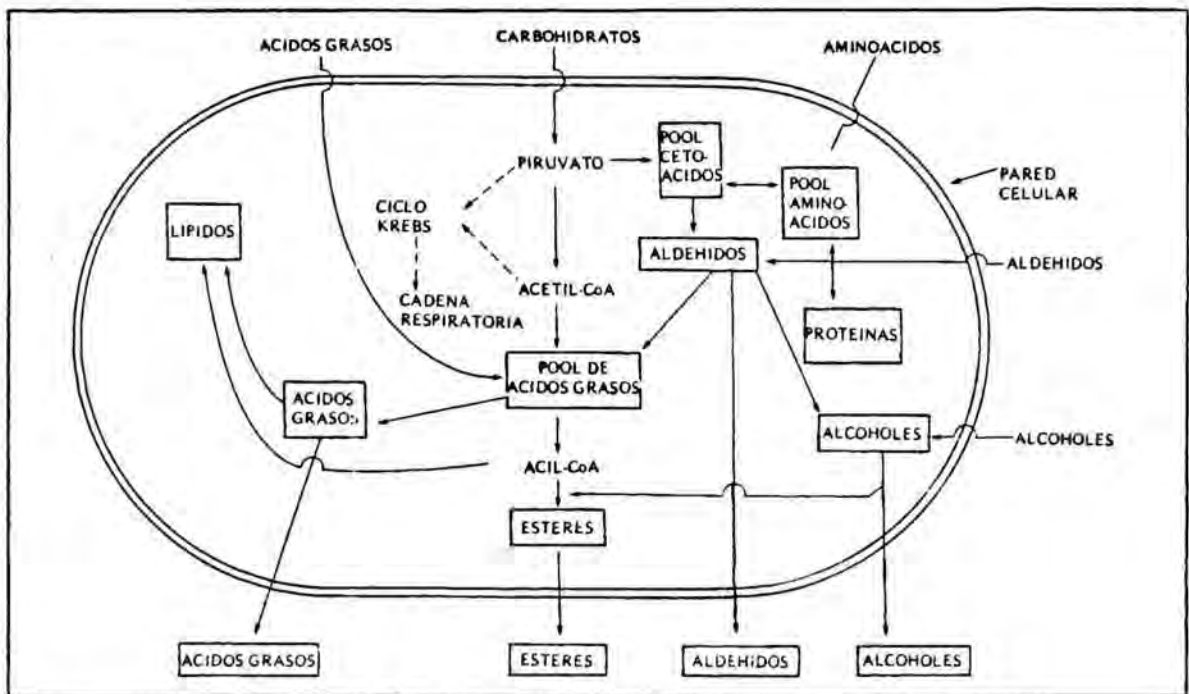 ACIDOS GRASOS
CARBOHIDRATOS
AMINOACIDOS
PIRUVATO
POOL
CETO-
ACIDOS
POOL
AMINO-
ACIDOS
PARED
CELULAR
LIPIDOS
CICLO
KREBS
ALDEHIDOS
ALDEHIDOS
ACETIL-CoA
CADENA
RESPIRATORIA
PROTEINAS
POOL DE
ACIDOS GRASOS
ACIDOS
GRASOS
ALCOHOLES
ALCOHOLES
ACIL-CoA
ESTERES
ACIDOS GRASOS
ESTERES
ALDEHIDOS
ALCOHOLES